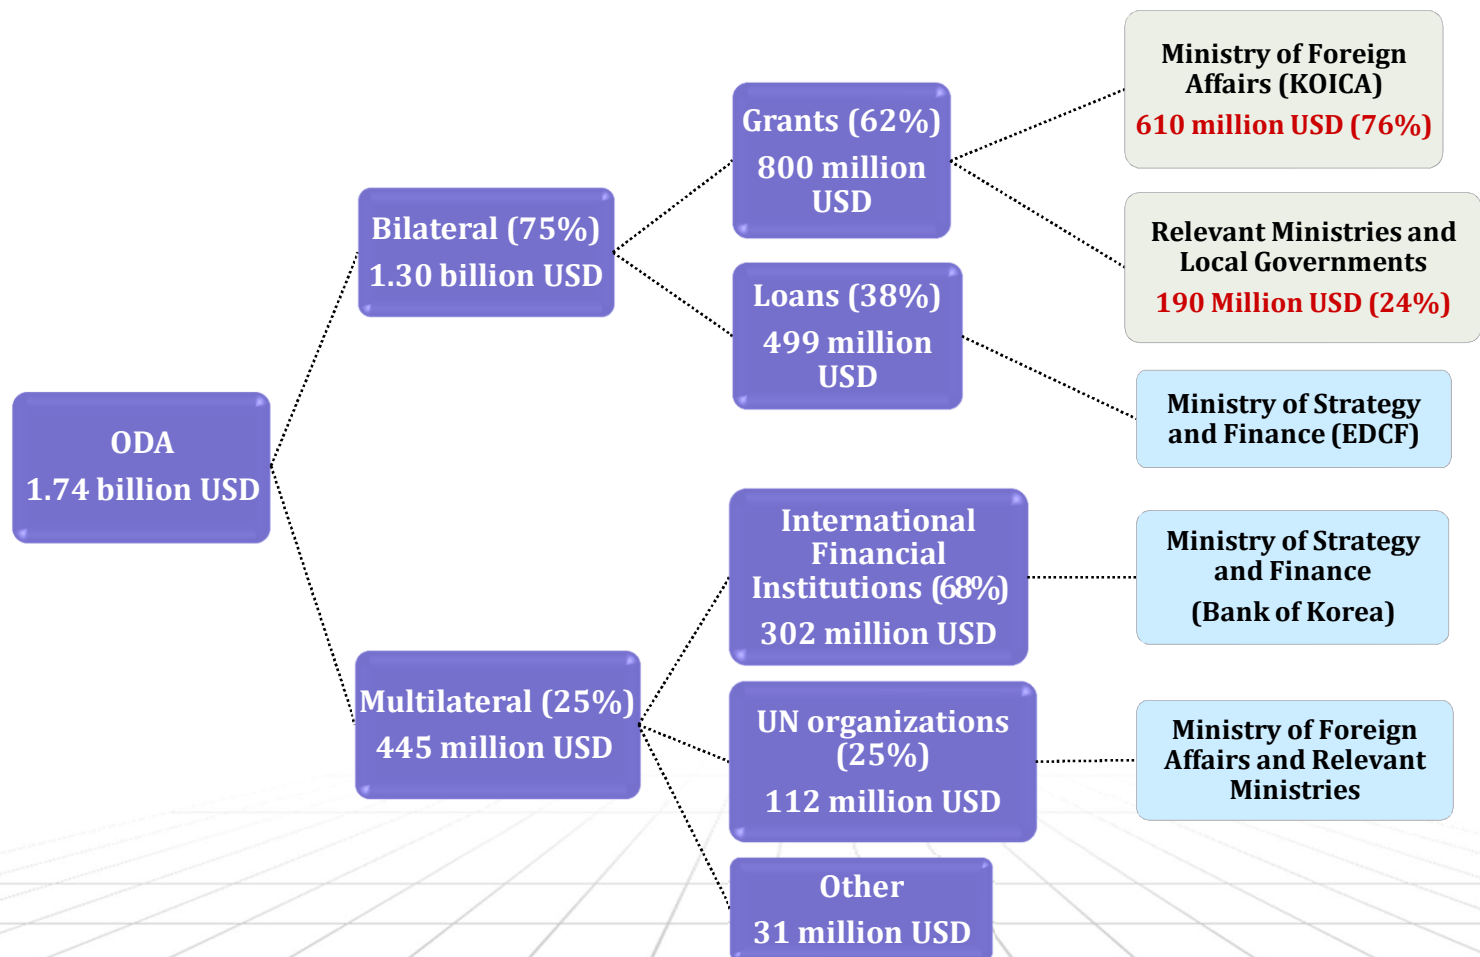 ODA
1.74 billion USD
Bilateral (75%)
1.30 billion USD
Multilateral (25%)
445 million USD
Grants (62%)
800 million
USD
Loans (38%)
499 million
USD
International
Financial
Institutions (68%)
302 million USD
UN organizations
(25%)
112 million USD
Other
31 million USD
Ministry of Foreign
Affairs (KOICA)
610 million USD (76%)
Relevant Ministries and
Local Governments
190 Million USD (24%)
Ministry of Strategy
and Finance (EDCF)
Ministry of Strategy
and Finance
(Bank of Korea)
Ministry of Foreign
Affairs and Relevant
Ministries